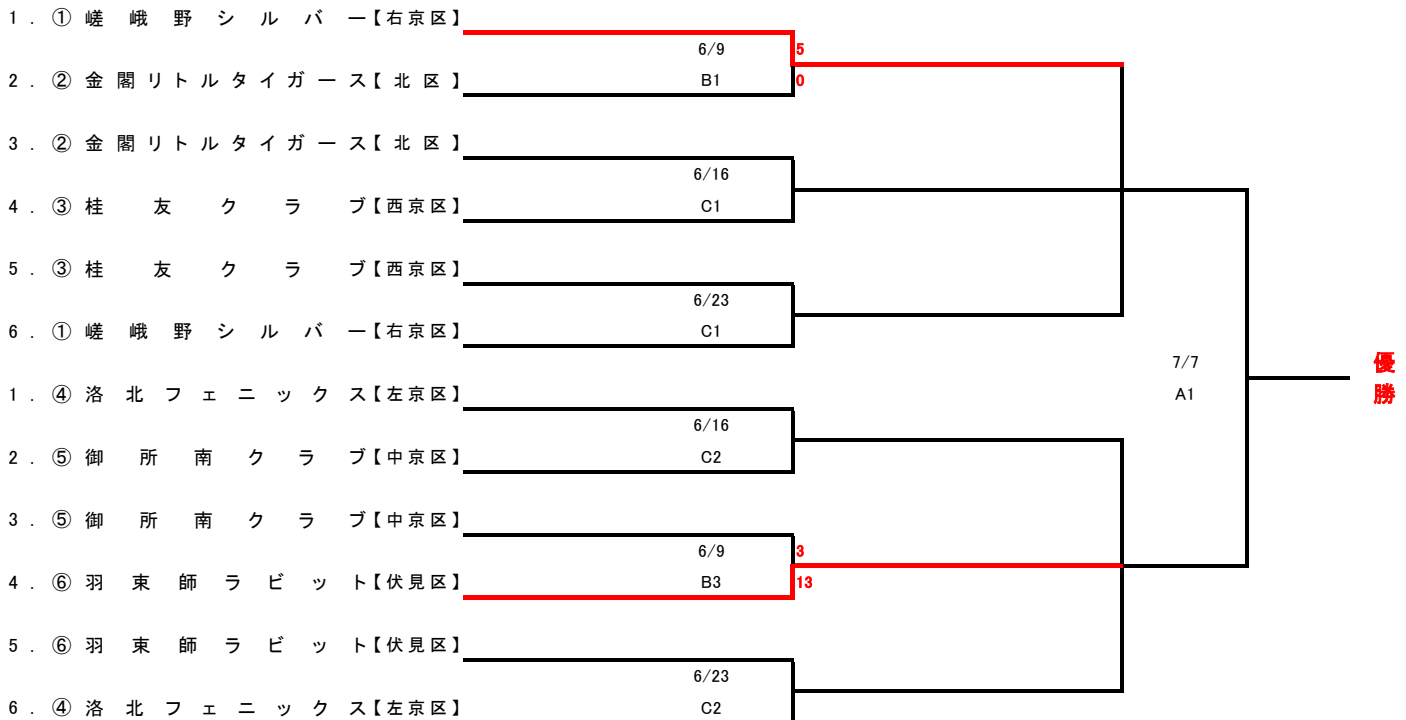 1．①嵯峨野シルバー【右京区】
6/9 5
2．②金閣リトルタイガース【北区】 B1 0
3．②金閣リトルタイガース【北区】
6/16
4．③桂友クラブ【西京区】 C1
5．③桂友クラブ【西京区】
6/23
6．①嵯峨野シルバー【右京区】 C1
7/7 優
1．④洛北フェニックス【左京区】 A1 勝
6/16
2．⑤御所南クラブ【中京区】 C2
3．⑤御所南クラブ【中京区】
6/9 3
4．⑥羽束師ラビット【伏見区】 B3 13
5．⑥羽束師ラビット【伏見区】
6/23
6．④洛北フェニックス【左京区】 C2